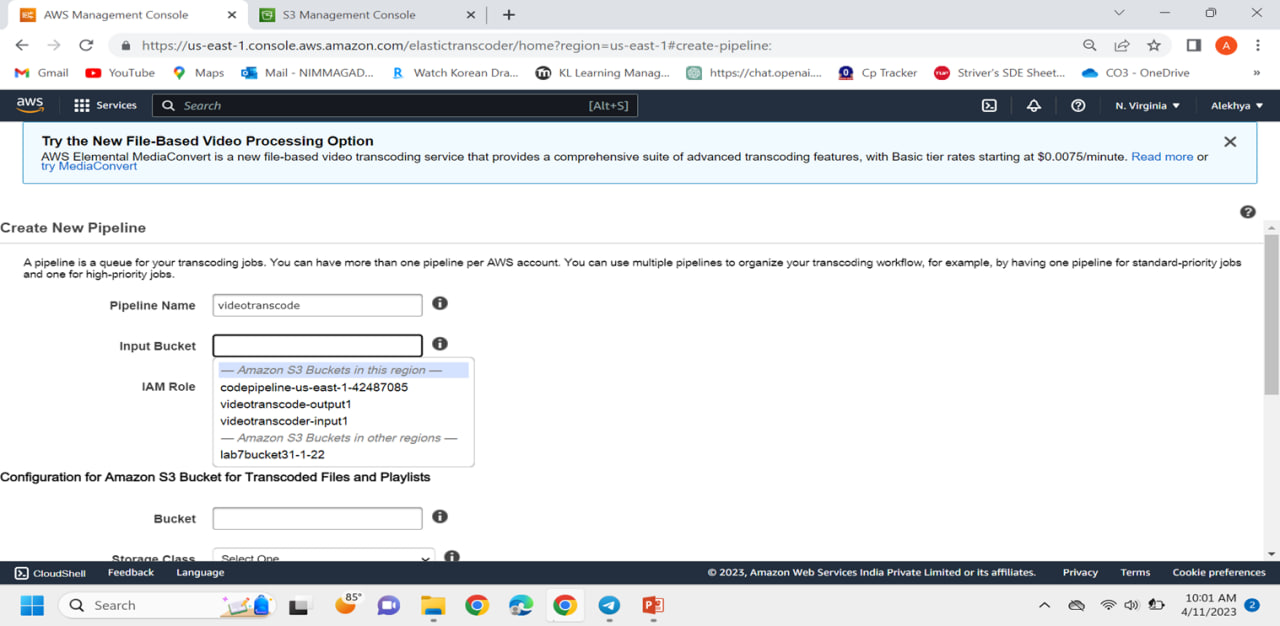 AWS Management Console
S3 Management Console
https://us-east-1.console.aws.amazon.com/elastictranscoder/home?region=us-east-1#create-pipeline:
A
Gmail YouTube Maps Mail - NIMMAGAD... R Watch Korean Dra... m KL Learning Manag... https://chat.openai.... Cp Tracker Striver's SDE Sheet... CO3 - OneDrive »
aws Services Search [Alt+S] N. Virginia Alekhya
Try the New File-Based Video Processing Option
AWS Elemental MediaConvert is a new file-based video transcoding service that provides a comprehensive suite of advanced transcoding features, with Basic tier rates starting at $0.0075/minute. Read more or
try MediaConvert
Create New Pipeline
A pipeline is a queue for your transcoding jobs. You can have more than one pipeline per AWS account. You can use multiple pipelines to organize your transcoding workflow, for example, by having one pipeline for standard-priority jobs
and one for high-priority jobs.
Pipeline Name videotranscode
Input Bucket
— Amazon S3 Buckets in this region —
IAM Role codepipeline-us-east-1-42487085
videotranscode-output1
videotranscoder-input1
— Amazon S3 Buckets in other regions —
lab7bucket31-1-22
Configuration for Amazon S3 Bucket for Transcoded Files and Playlists
Bucket
Storage Class Select One
CloudShell Feedback Language © 2023, Amazon Web Services India Private Limited or its affiliates. Privacy Terms Cookie preferences
Search 85° 10:01 AM
4/11/2023 2